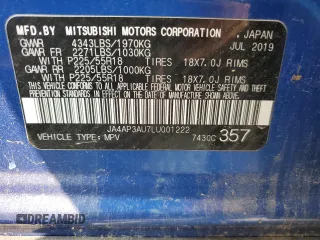 MFD. BY MITSUBISHI MOTORS CORPORATION , JAPAN
GVWR 4343LBS/1970KG JUL 2019
GAWR FR 2271LBS/1030KG
P225/55R18 TIRES 18X7.0J RIMS
GAWR RR 2205LBS/1000KG
P225/55R18 TIRES 18X7.0J RIMS
THIS VEHICLE CONFORMS TO ALL APPLICABLE FEDERAL
MOTOR VEHICLE SAFETY AND THEFT PREVENTION
STANDARDS IN EFFECT ON THE DATE OF
MANUFACTURE SHOWN ABOVE.
JA4AP3AU7LU001222
VEHICLE TYPE: MPV 7430C 357
© DREAMBID